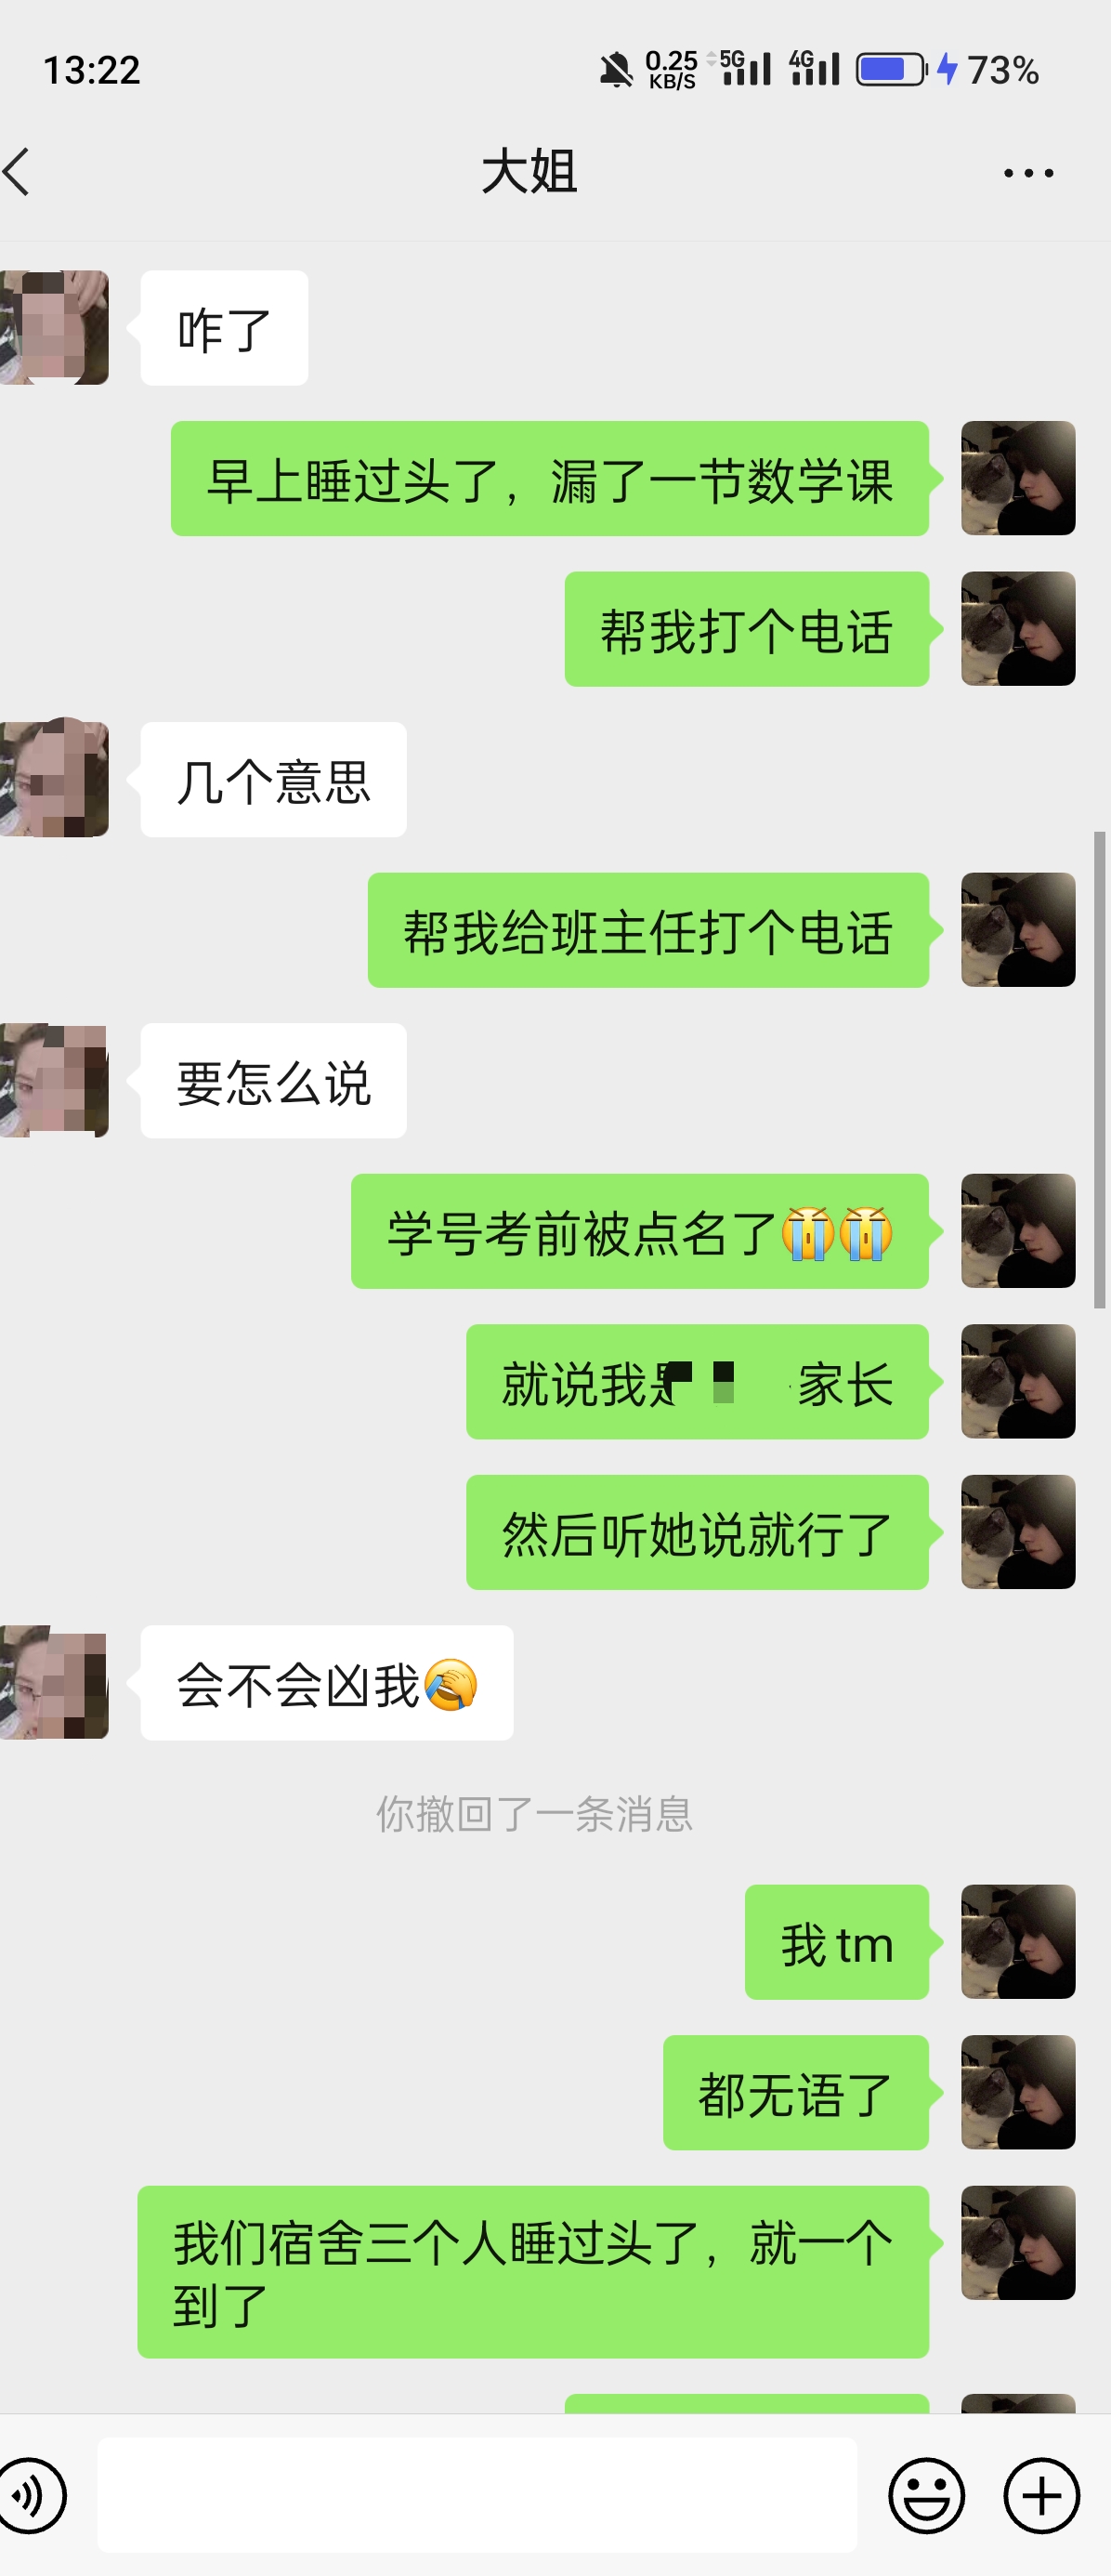 13:22
0.25
KB/S
5G
4G
73%
大姐
咋了
早上睡过头了，漏了一节数学课
帮我打个电话
几个意思
帮我给班主任打个电话
要怎么说
学号考前被点名了😭😭
就说我是 家长
然后听她说就行了
会不会凶我🤦
你撤回了一条消息
我tm
都无语了
我们宿舍三个人睡过头了，就一个
到了